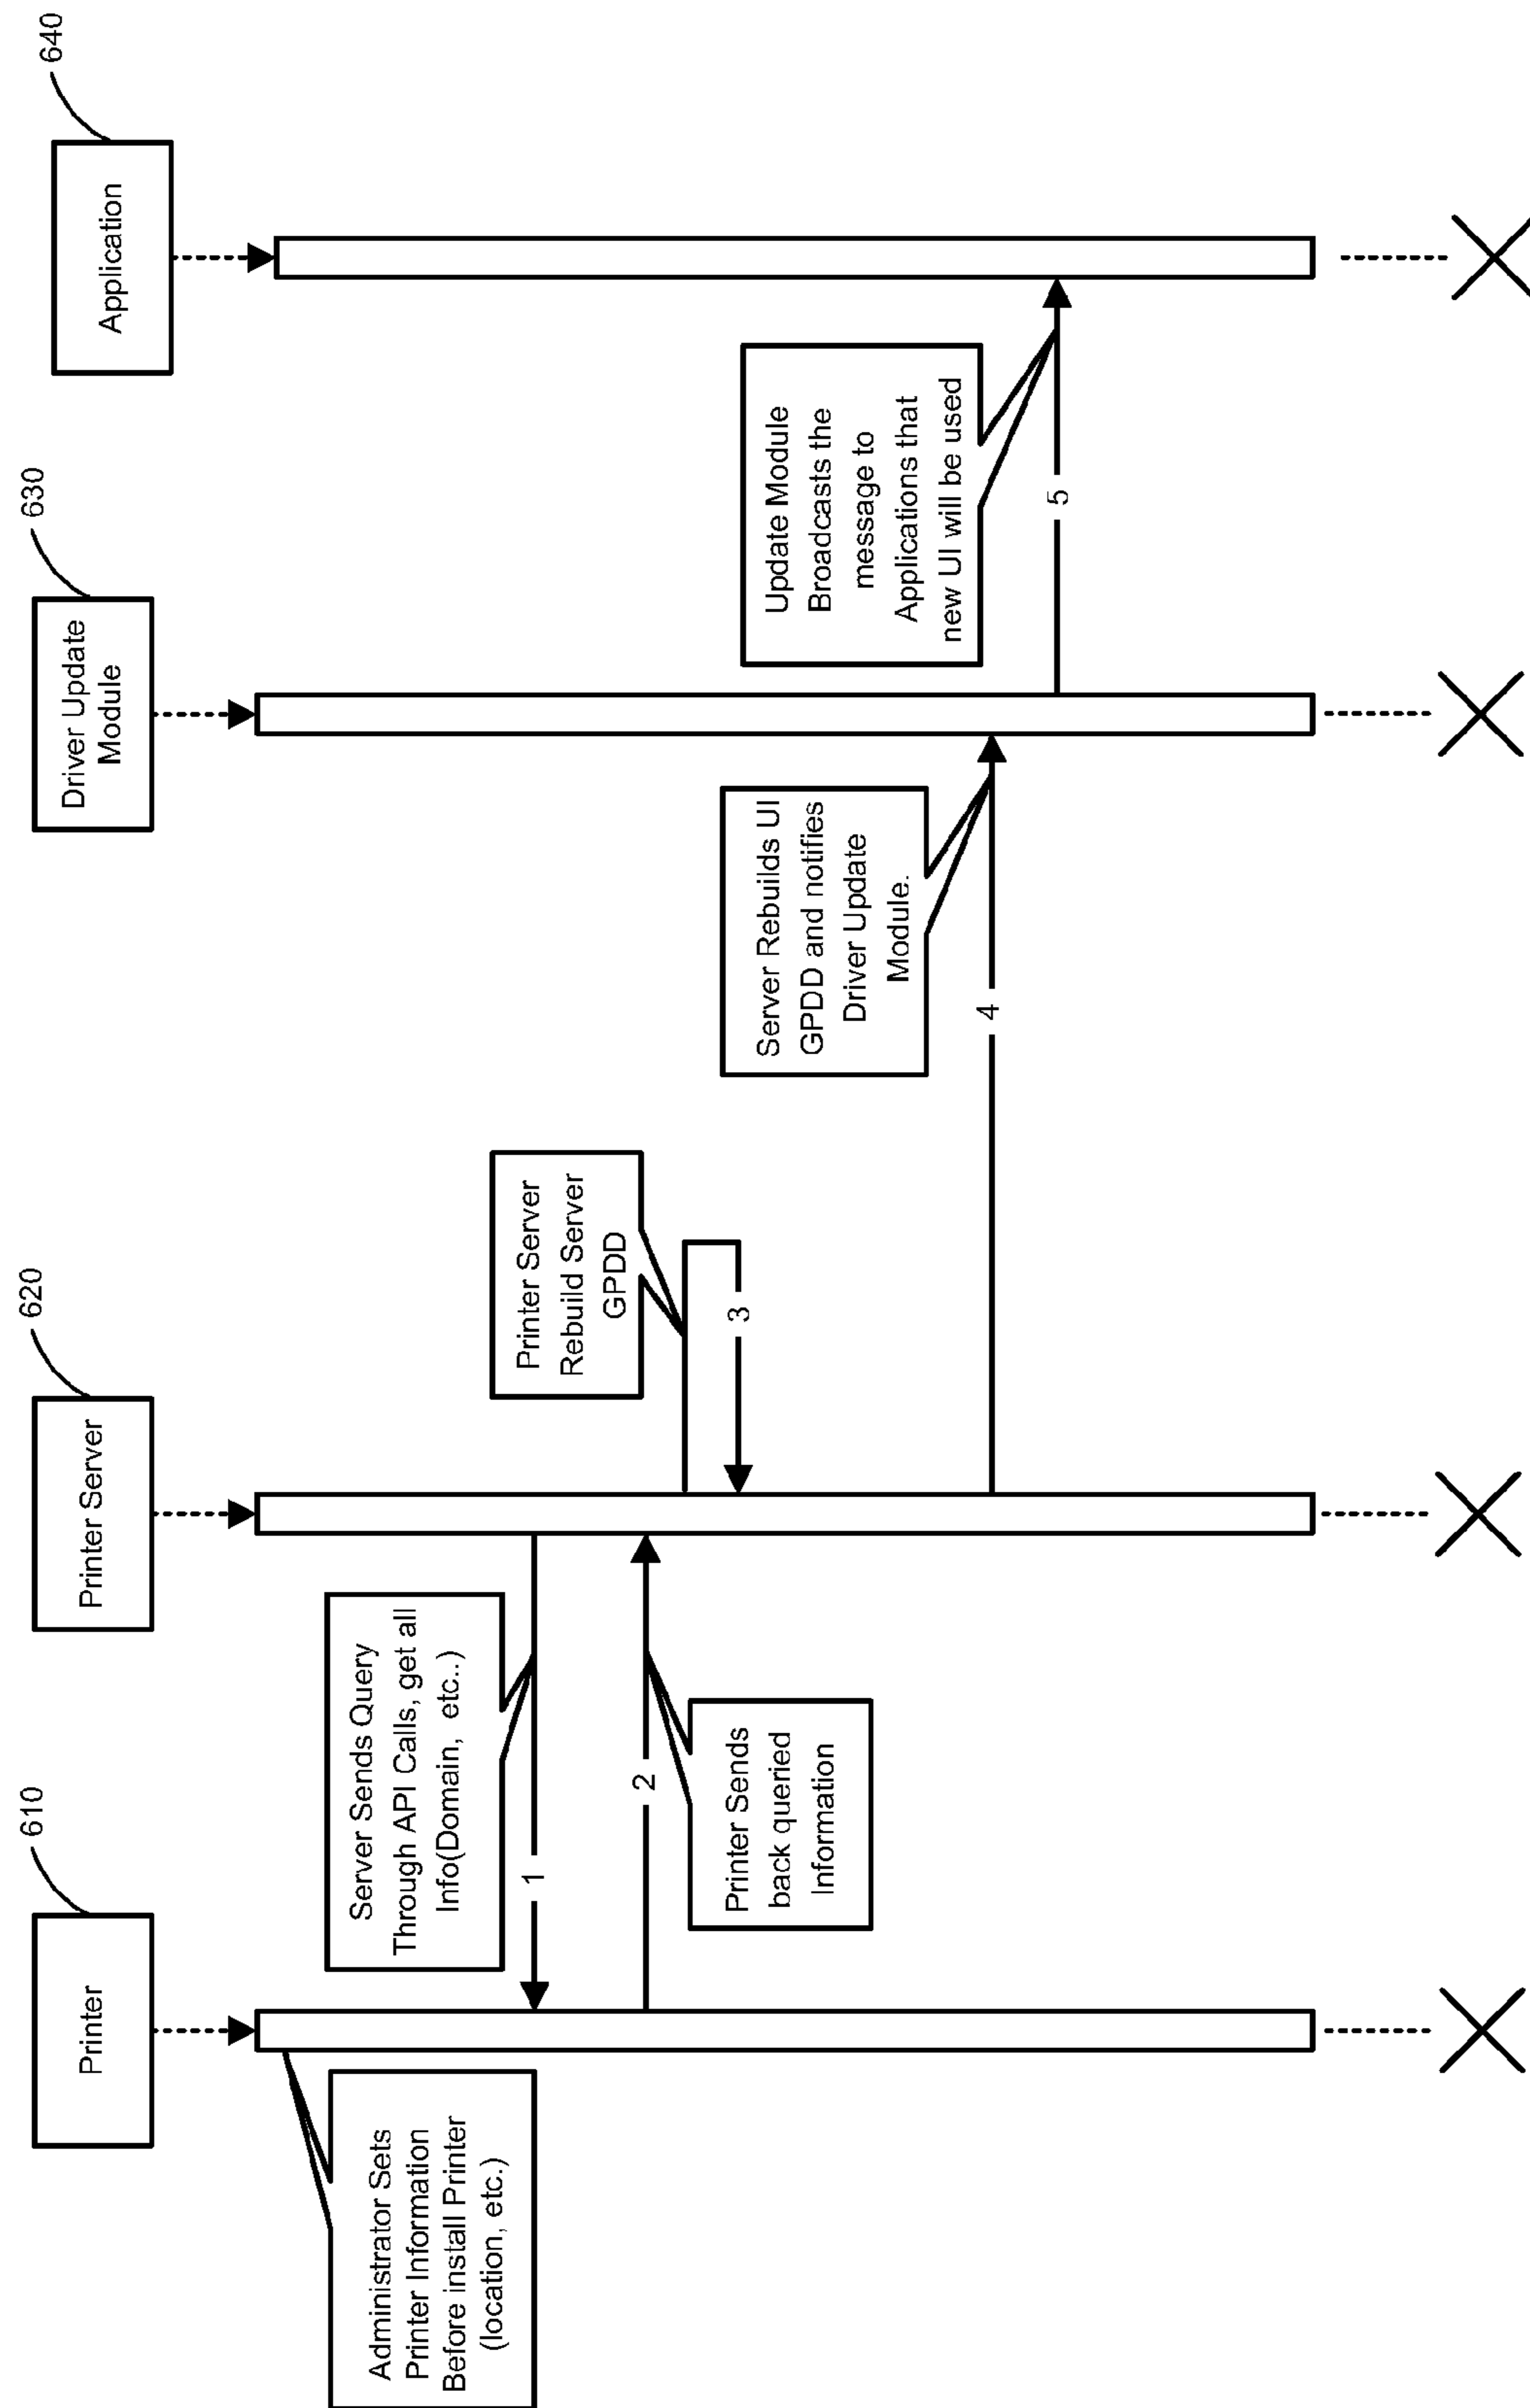 610
Printer
620
Printer Server
630
Driver Update
Module
640
Application
Administrator Sets
Printer Information
Before install Printer
(location, etc.)
Server Sends Query
Through API Calls, get all
Info(Domain, etc..)
1
2
Printer Sends
back queried
Information
Printer Server
Rebuild Server
GPDD
3
Server Rebuilds UI
GPDD and notifies
Driver Update
Module.
4
Update Module
Broadcasts the
message to
Applications that
new UI will be used
5